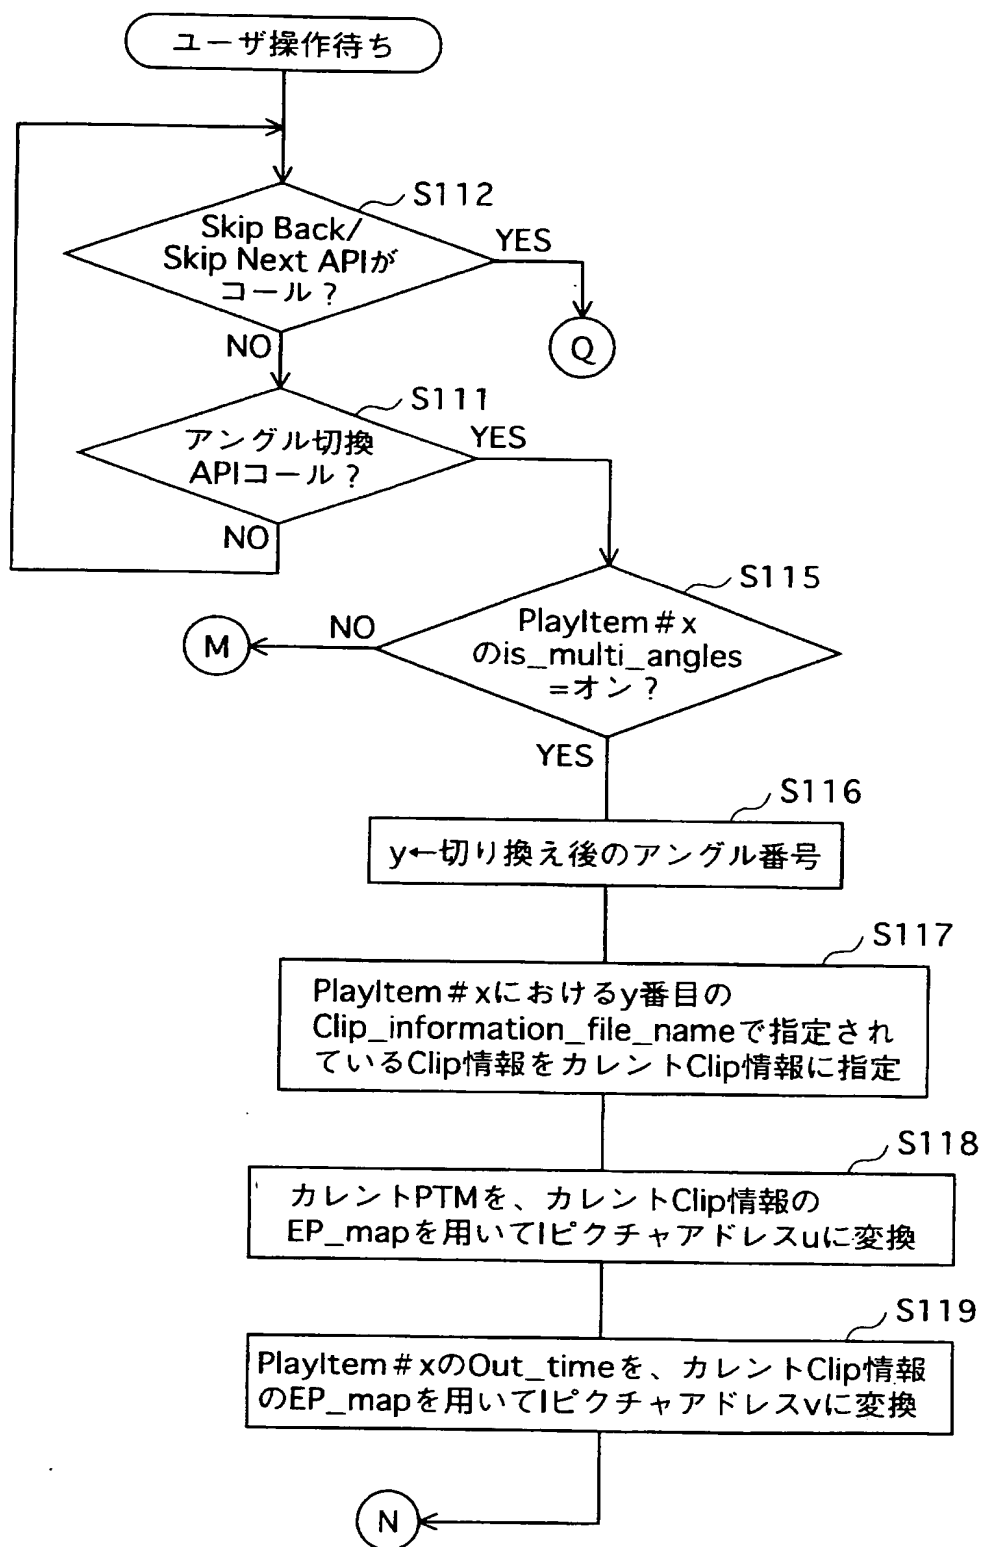 ユーザ操作待ち
S112
Skip Back/
Skip Next APIが
コール？
YES
Q
NO
S111
アングル切換
APIコール？
YES
NO
S115
PlayItem＃x
のis_multi_angles
=オン？
NO
M
YES
S116
y←切り換え後のアングル番号
S117
PlayItem＃xにおけるy番目の
Clip_information_file_nameで指定され
ているClip情報をカレントClip情報に指定
S118
カレントPTMを、カレントClip情報の
EP_mapを用いてIピクチャアドレスuに変換
S119
PlayItem＃xのOut_timeを、カレントClip情報
のEP_mapを用いてIピクチャアドレスvに変換
N